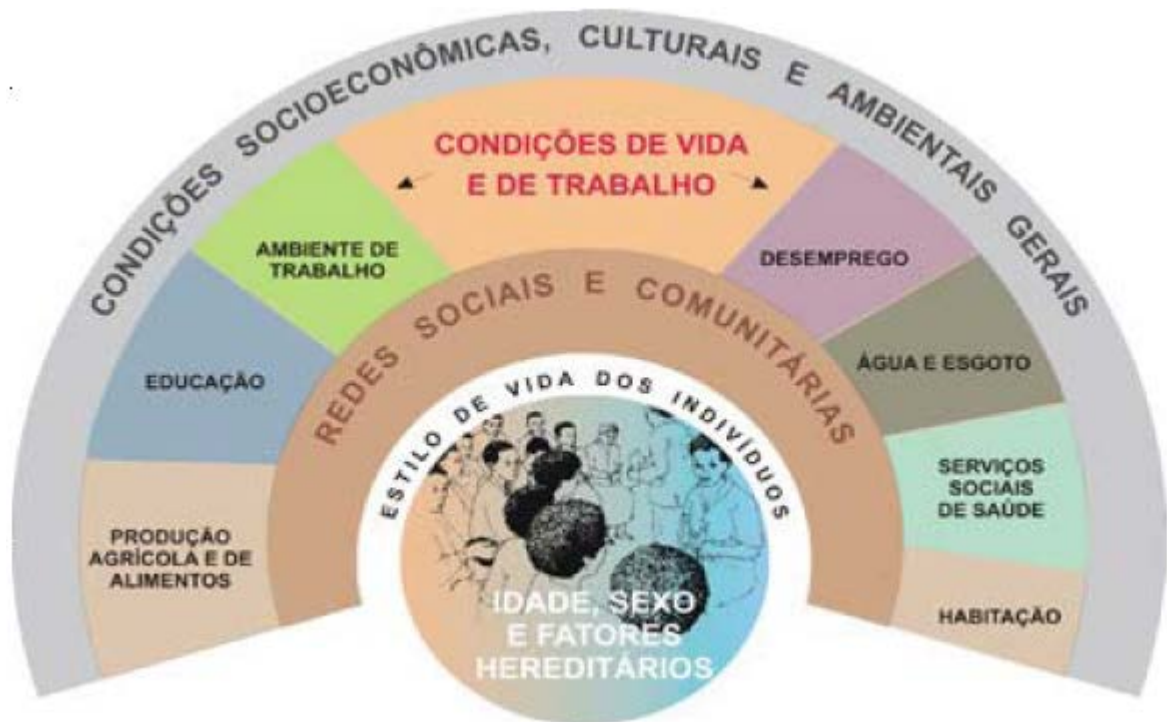 CONDIÇÕES SOCIOECONÔMICAS, CULTURAIS E AMBIENTAIS GERAIS
CONDIÇÕES DE VIDA
E DE TRABALHO
AMBIENTE DE
TRABALHO
DESEMPREGO
REDES SOCIAIS E COMUNITÁRIAS
EDUCAÇÃO
ÁGUA E ESGOTO
ESTILO DE VIDA DOS INDIVÍDUOS
PRODUÇÃO
AGRÍCOLA E DE
ALIMENTOS
SERVIÇOS
SOCIAIS
DE SAÚDE
HABITAÇÃO
IDADE, SEXO
E FATORES
HEREDITÁRIOS